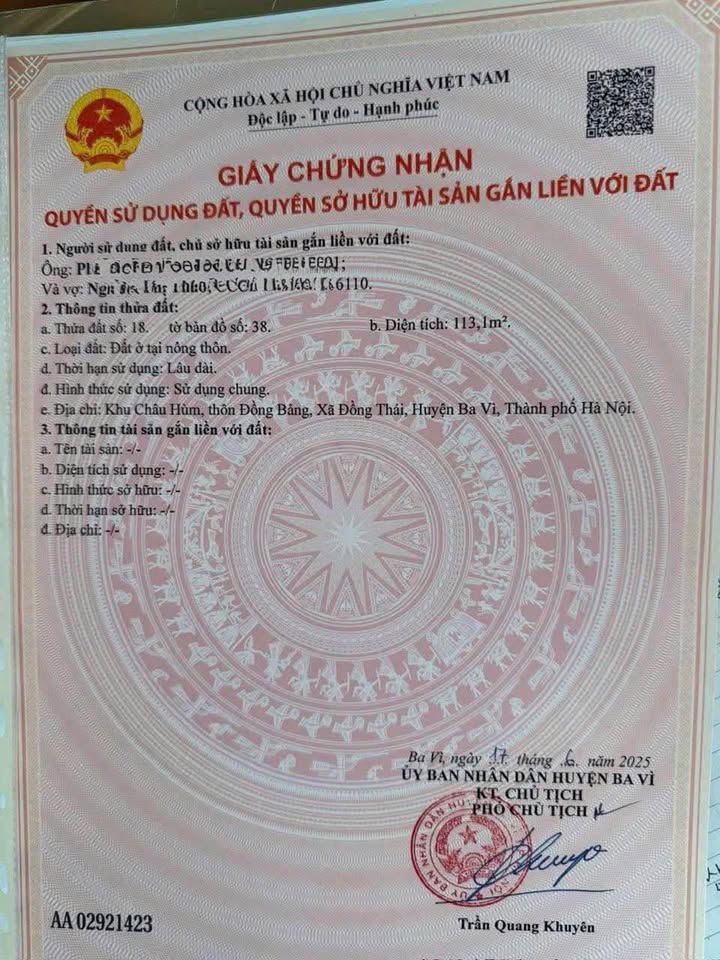 CỘNG HÒA XÃ HỘI CHỦ NGHĨA VIỆT NAM
Độc lập - Tự do - Hạnh phúc
GIẤY CHỨNG NHẬN
QUYỀN SỬ DỤNG ĐẤT, QUYỀN SỞ HỮU TÀI SẢN GẮN LIỀN VỚI ĐẤT
1. Người sử dung đất, chủ sở hữu tài sản gắn liền với đất:
Ông:
Và vợ:
2. Thông tin thửa đất:
a. Thửa đất số: 18. tờ bản đồ số: 38. b. Diện tích: 113,1m².
c. Loại đất: Đất ở tại nông thôn.
d. Thời hạn sử dụng: Lâu dài.
đ. Hình thức sử dụng: Sử dụng chung.
e. Địa chỉ: Khu Châu Hùm, thôn Đồng Bảng, Xã Đồng Thái, Huyện Ba Vì, Thành phố Hà Nội.
3. Thông tin tài sản gắn liền với đất:
a. Tên tài sản: -/-
b. Diện tích sử dụng: -/-
c. Hình thức sở hữu: -/-
d. Thời hạn sở hữu: -/-
đ. Địa chỉ: -/-
Ba Vì, ngày 17 tháng .6. năm 2025
ỦY BAN NHÂN DÂN HUYỆN BA VÌ
KT. CHỦ TỊCH
PHÓ CHỦ TỊCH
AA 02921423
Trần Quang Khuyên